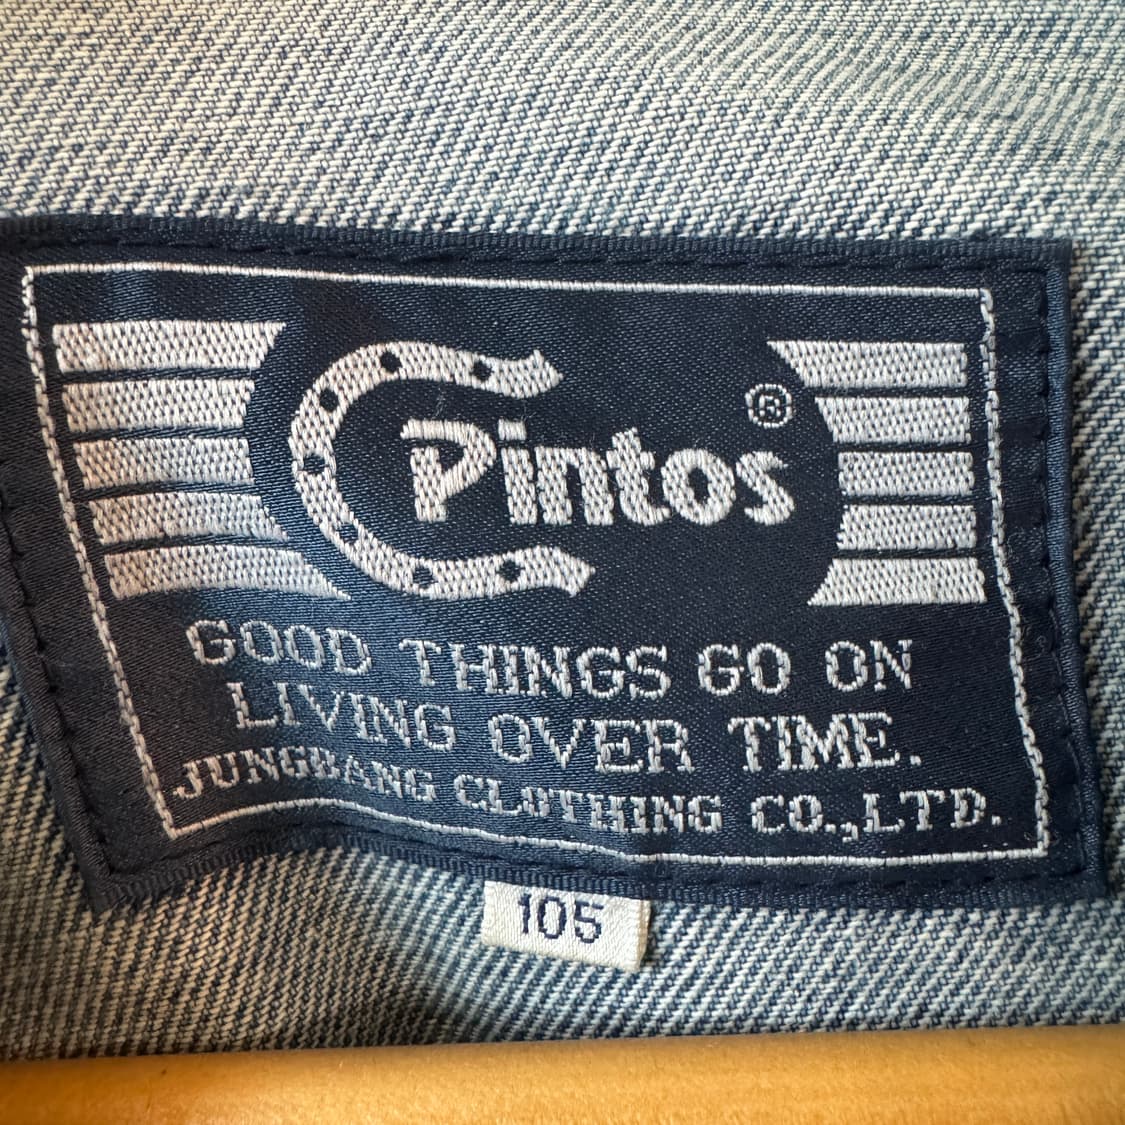 Pintos ®
GOOD THINGS GO ON
LIVING OVER TIME.
JUNGBANG CLOTHING CO.,LTD.
105